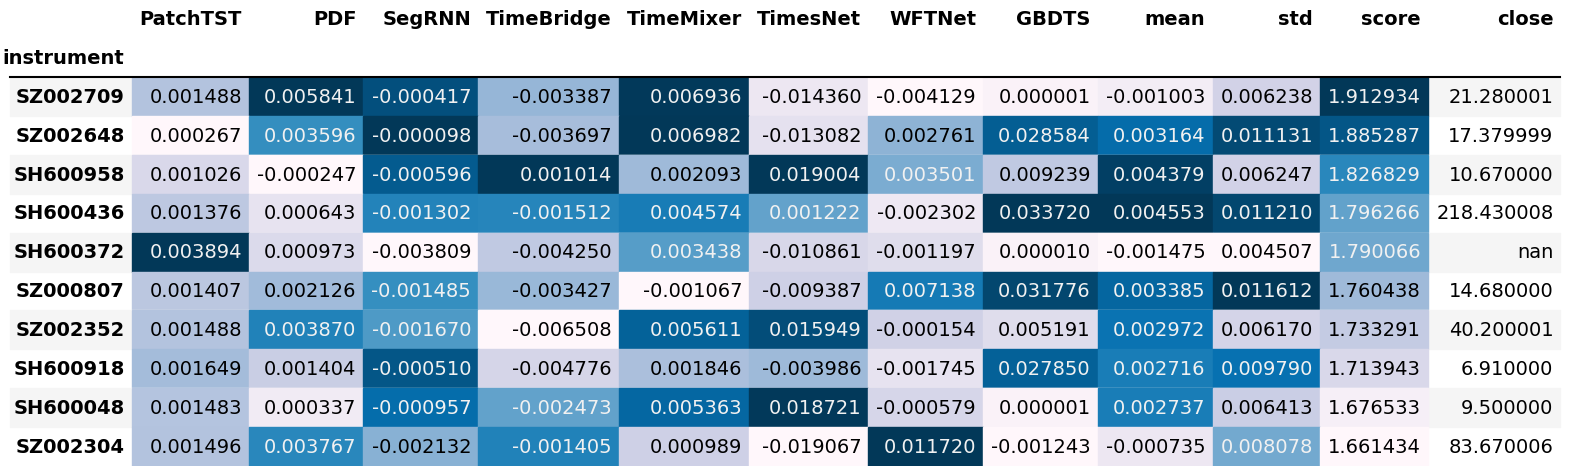 PatchTST PDF SegRNN TimeBridge TimeMixer TimesNet WFTNet GBDTS mean std score close
instrument
SZ002709 0.001488 0.005841 -0.000417 -0.003387 0.006936 -0.014360 -0.004129 0.000001 -0.001003 0.006238 1.912934 21.280001
SZ002648 0.000267 0.003596 -0.000098 -0.003697 0.006982 -0.013082 0.002761 0.028584 0.003164 0.011131 1.885287 17.379999
SH600958 0.001026 -0.000247 -0.000596 0.001014 0.002093 0.019004 0.003501 0.009239 0.004379 0.006247 1.826829 10.670000
SH600436 0.001376 0.000643 -0.001302 -0.001512 0.004574 0.001222 -0.002302 0.033720 0.004553 0.011210 1.796266 218.430008
SH600372 0.003894 0.000973 -0.003809 -0.004250 0.003438 -0.010861 -0.001197 0.000010 -0.001475 0.004507 1.790066 nan
SZ000807 0.001407 0.002126 -0.001485 -0.003427 -0.001067 -0.009387 0.007138 0.031776 0.003385 0.011612 1.760438 14.680000
SZ002352 0.001488 0.003870 -0.001670 -0.006508 0.005611 0.015949 -0.000154 0.005191 0.002972 0.006170 1.733291 40.200001
SH600918 0.001649 0.001404 -0.000510 -0.004776 0.001846 -0.003986 -0.001745 0.027850 0.002716 0.009790 1.713943 6.910000
SH600048 0.001483 0.000337 -0.000957 -0.002473 0.005363 0.018721 -0.000579 0.000001 0.002737 0.006413 1.676533 9.500000
SZ002304 0.001496 0.003767 -0.002132 -0.001405 0.000989 -0.019067 0.011720 -0.001243 -0.000735 0.008078 1.661434 83.670006